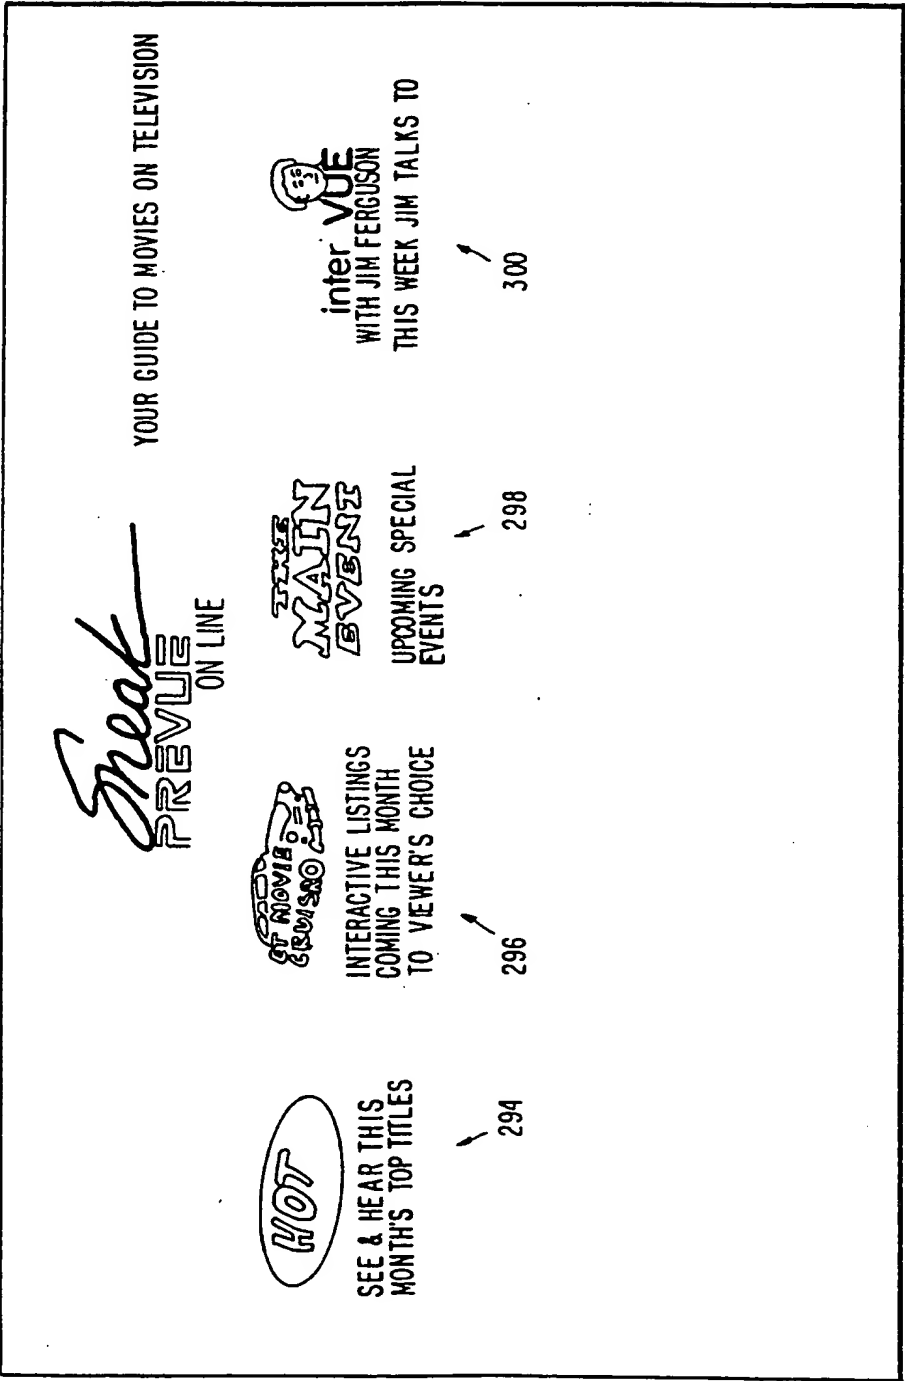 Sneak
PREVUE
ON LINE
YOUR GUIDE TO MOVIES ON TELEVISION
HOT
SEE & HEAR THIS
MONTH'S TOP TITLES
294
MOVIE
INTERACTIVE LISTINGS
COMING THIS MONTH
TO VIEWER'S CHOICE
296
THE
MAIN
EVENT
UPCOMING SPECIAL
EVENTS
298
inter VUE
WITH JIM FERGUSON
THIS WEEK JIM TALKS TO
300